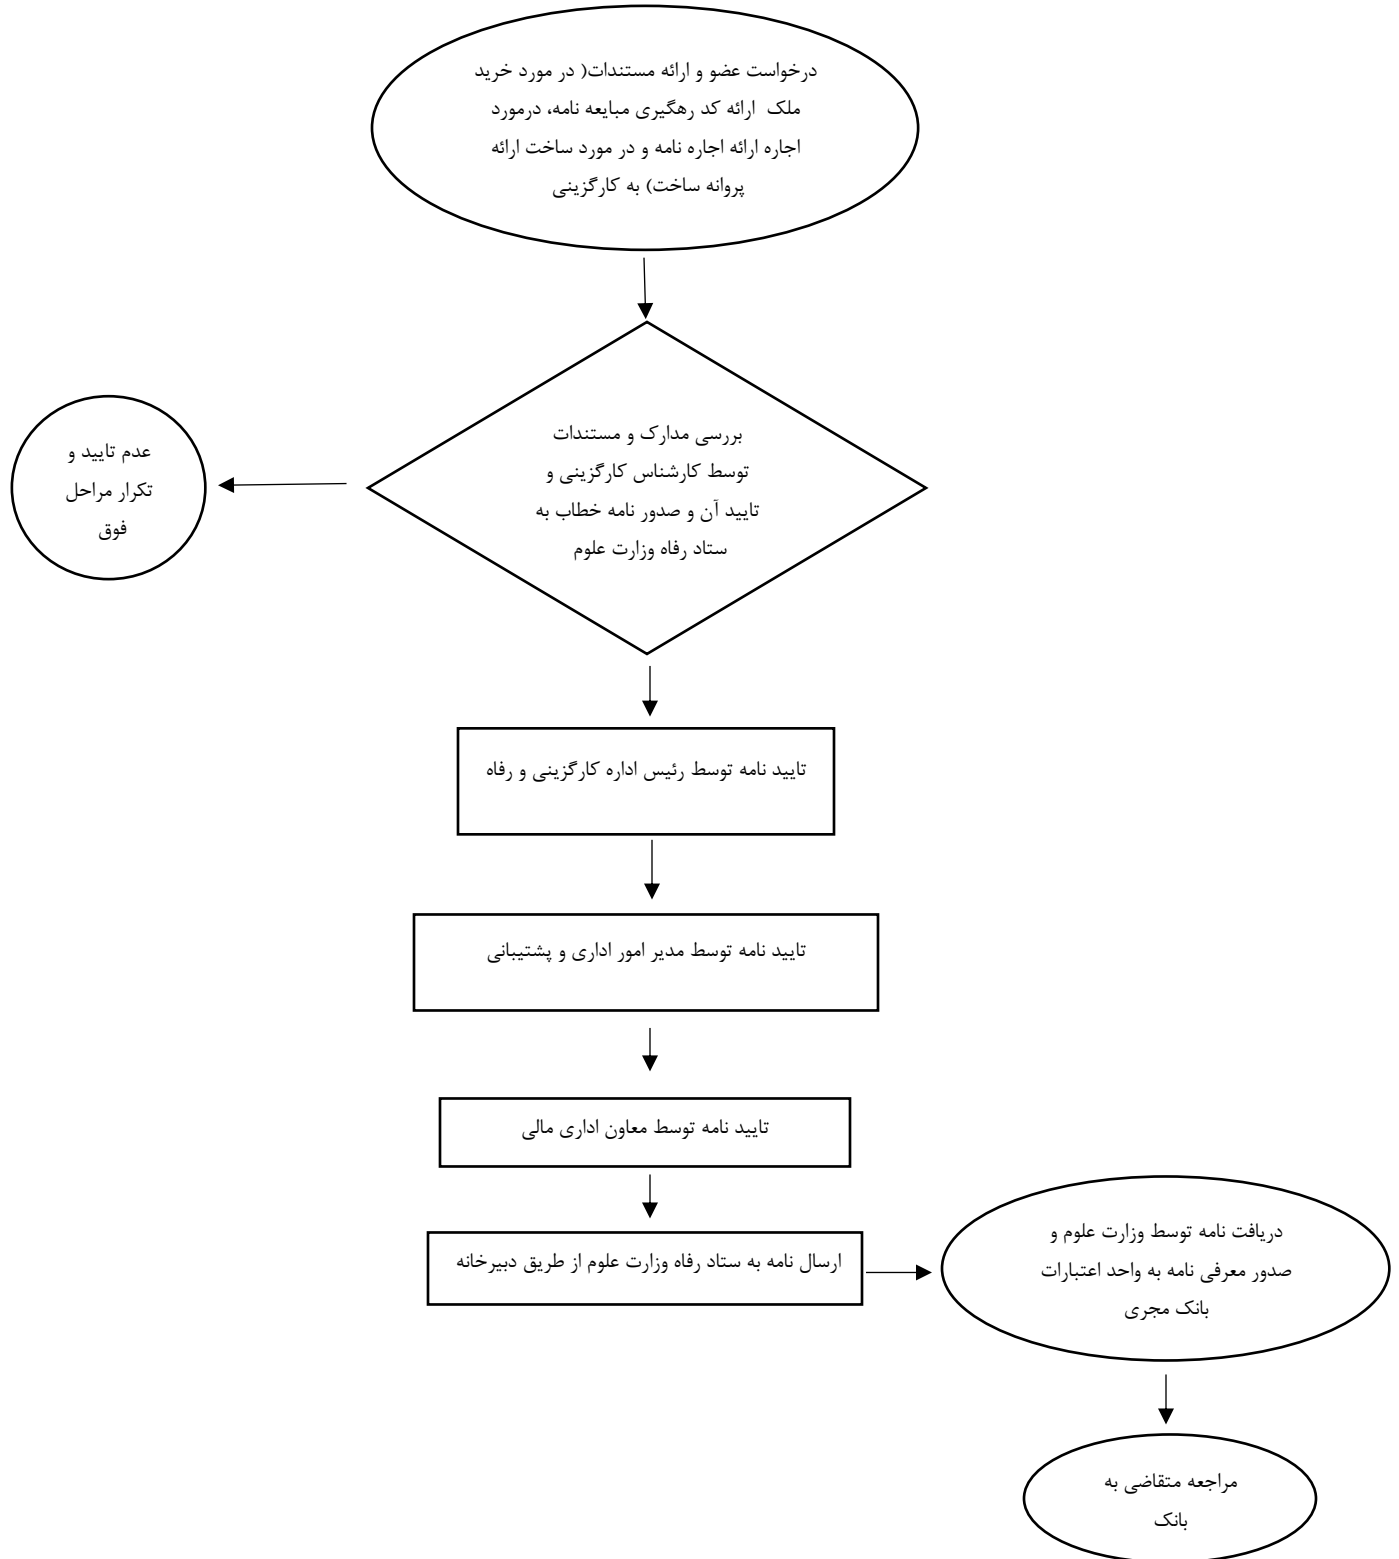 درخواست عضو و ارائه مستندات( در مورد خرید
ملک ارائه کد رهگیری مبایعه نامه، درمورد
اجاره ارائه اجاره نامه و در مورد ساخت ارائه
پروانه ساخت) به کارگزینی
بررسی مدارک و مستندات
توسط کارشناس کارگزینی و
تایید آن و صدور نامه خطاب به
ستاد رفاه وزارت علوم
عدم تایید و
تکرار مراحل
فوق
تایید نامه توسط رئیس اداره کارگزینی و رفاه
تایید نامه توسط مدیر امور اداری و پشتیبانی
تایید نامه توسط معاون اداری مالی
ارسال نامه به ستاد رفاه وزارت علوم از طریق دبیرخانه
دریافت نامه توسط وزارت علوم و
صدور معرفی نامه به واحد اعتبارات
بانک مجری
مراجعه متقاضی به
بانک